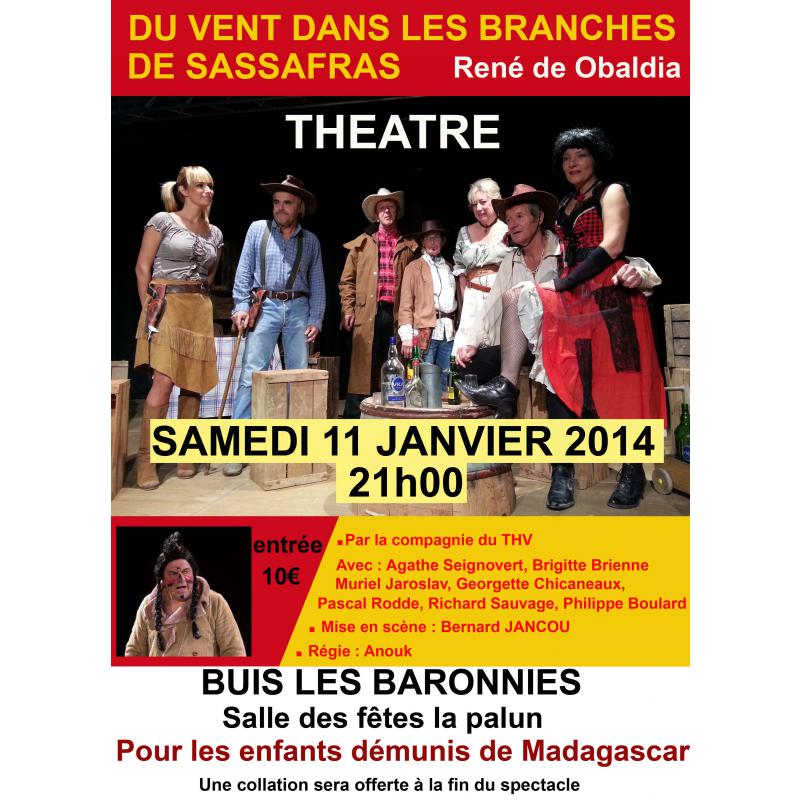 DU VENT DANS LES BRANCHES
DE SASSAFRAS René de Obaldia
THEATRE
SAMEDI 11 JANVIER 2014
21h00
entrée
10€
Par la compagnie du THV
Avec : Agathe Seignovert, Brigitte Brienne
Muriel Jaroslav, Georgette Chicaneaux,
Pascal Rodde, Richard Sauvage, Philippe Boulard
Mise en scène : Bernard JANCOU
Régie : Anouk
BUIS LES BARONNIES
Salle des fêtes la palun
Pour les enfants démunis de Madagascar
Une collation sera offerte à la fin du spectacle